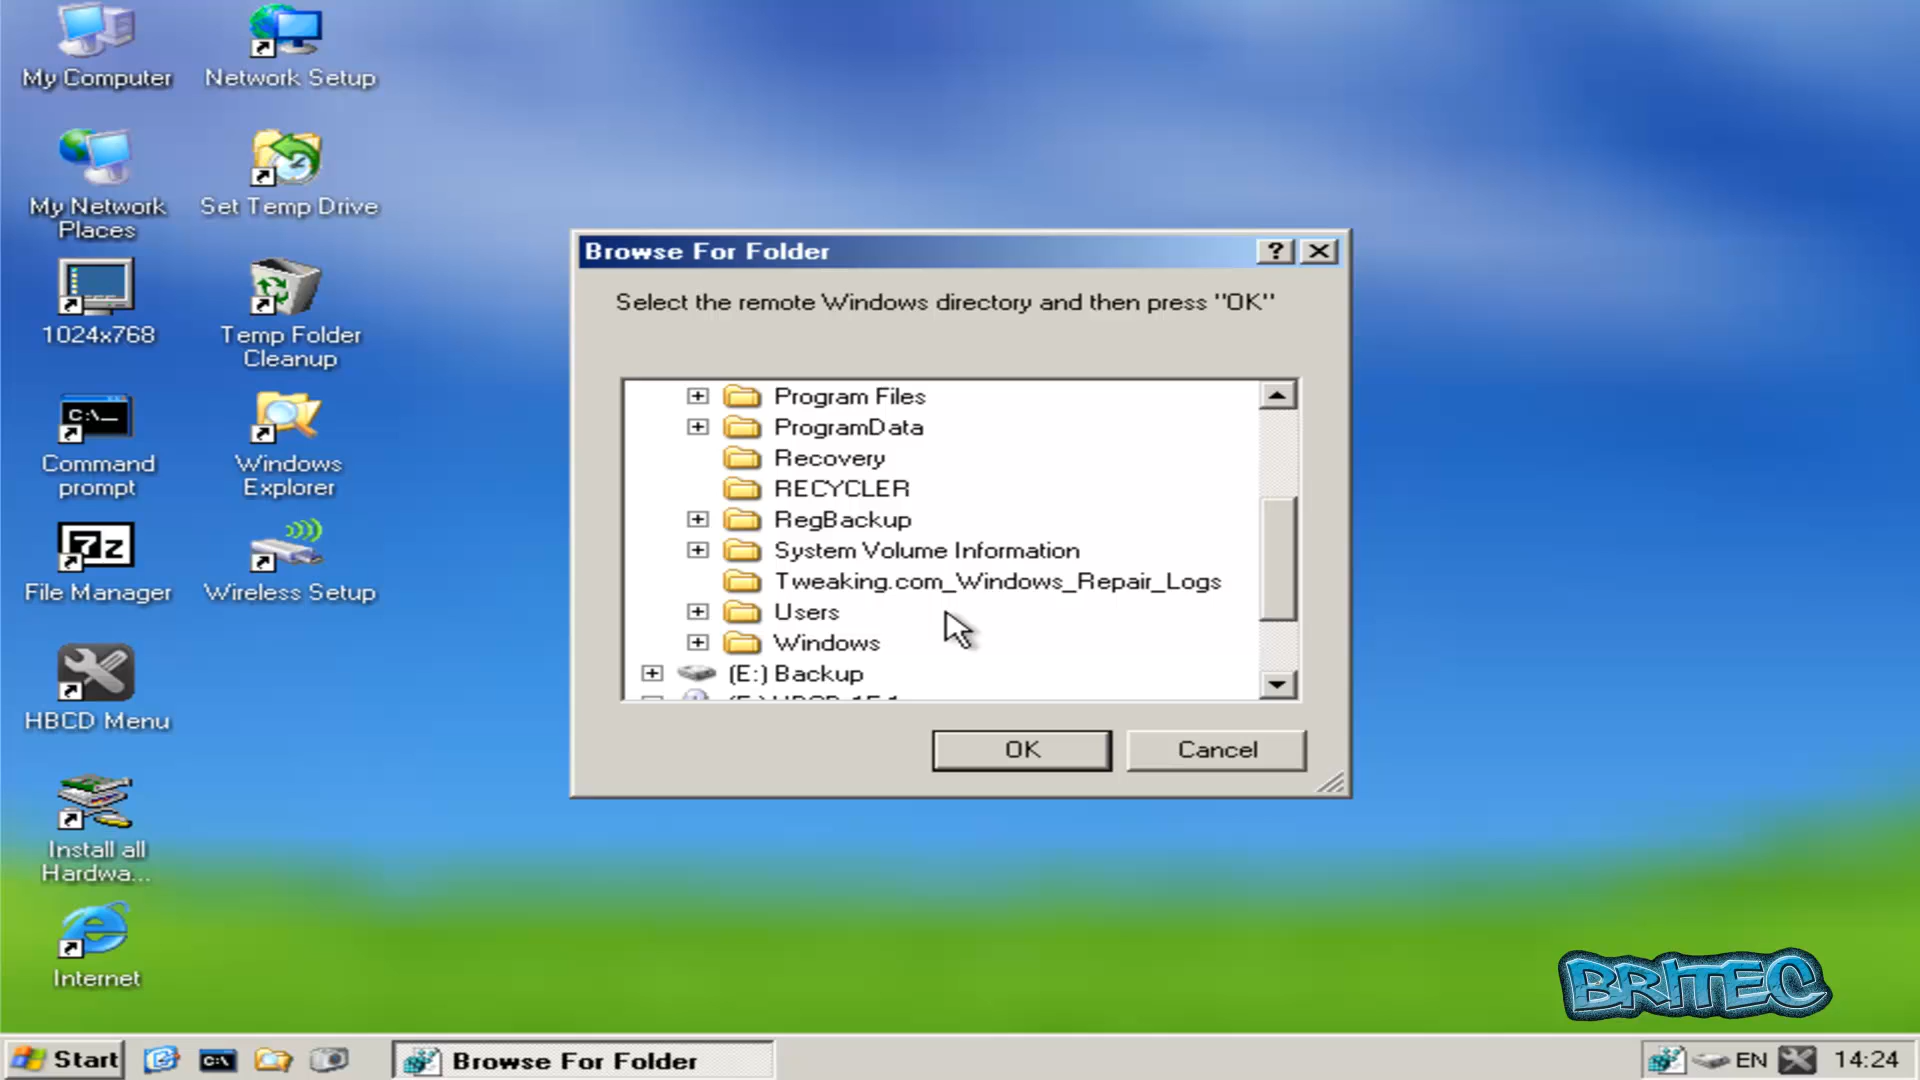 My Computer
Network Setup
My Network
Places
Set Temp Drive
1024x768
Temp Folder
Cleanup
C:\_
Command
prompt
Windows
Explorer
7z
File Manager
Wireless Setup
HBCD Menu
Install all
Hardwa...
Internet
Browse For Folder
Select the remote Windows directory and then press "OK"
Program Files
ProgramData
Recovery
RECYCLER
RegBackup
System Volume Information
Tweaking.com_Windows_Repair_Logs
Users
Windows
(E:) Backup
OK
Cancel
BRITEC
Start
Browse For Folder
EN
14:24